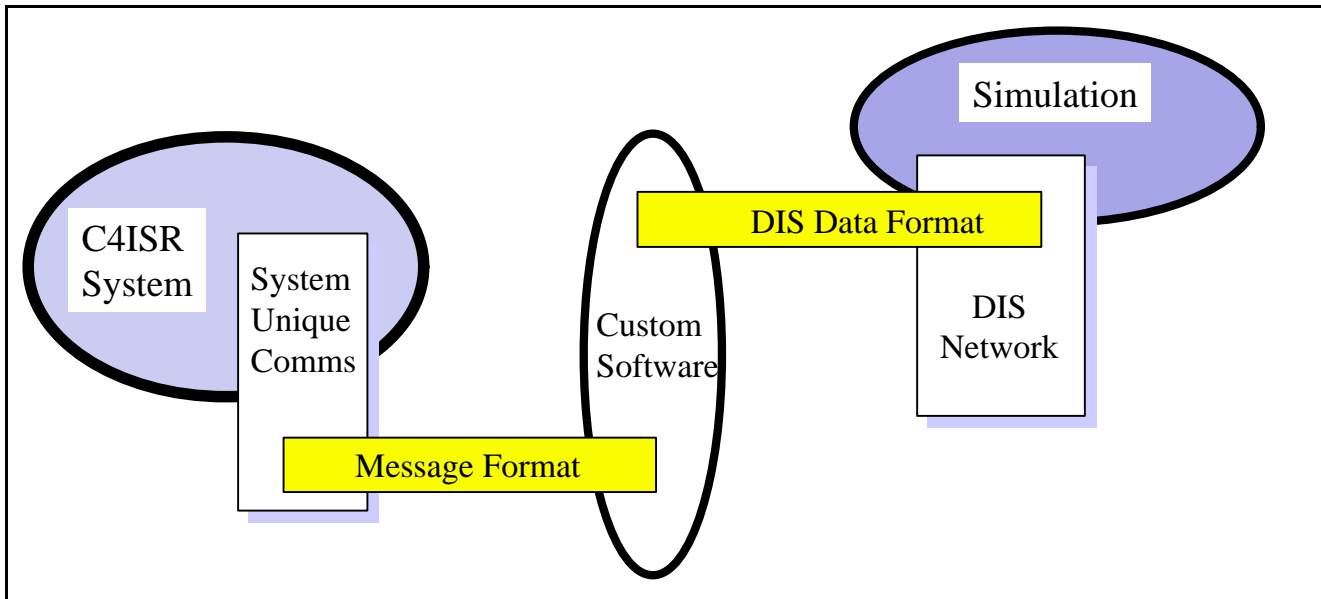 C4ISR
System
System
Unique
Comms
Message Format
Custom
Software
DIS Data Format
Simulation
DIS
Network